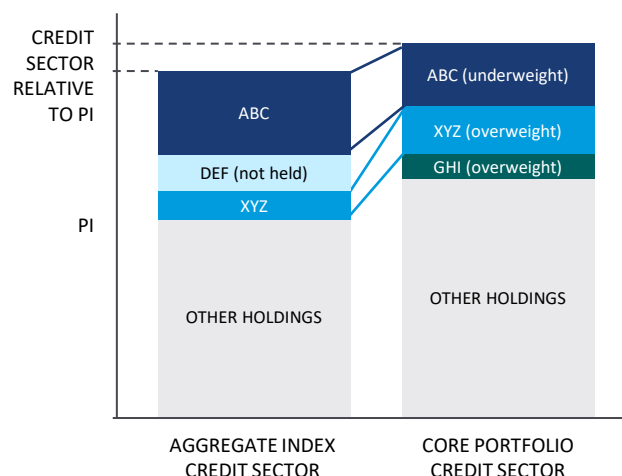 CREDIT
SECTOR
RELATIVE
TO PI
PI
ABC
DEF (not held)
XYZ
OTHER HOLDINGS
ABC (underweight)
XYZ (overweight)
GHI (overweight)
OTHER HOLDINGS
AGGREGATE INDEX
CREDIT SECTOR
CORE PORTFOLIO
CREDIT SECTOR